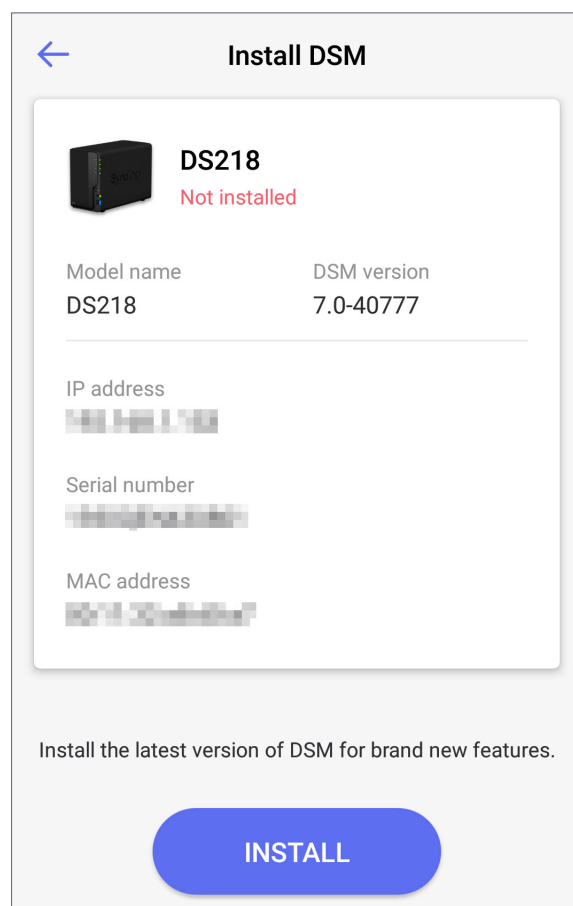 Install DSM
DS218
Not installed
Model name
DSM version
DS218
7.0-40777
IP address
Serial number
MAC address
Install the latest version of DSM for brand new features.
INSTALL